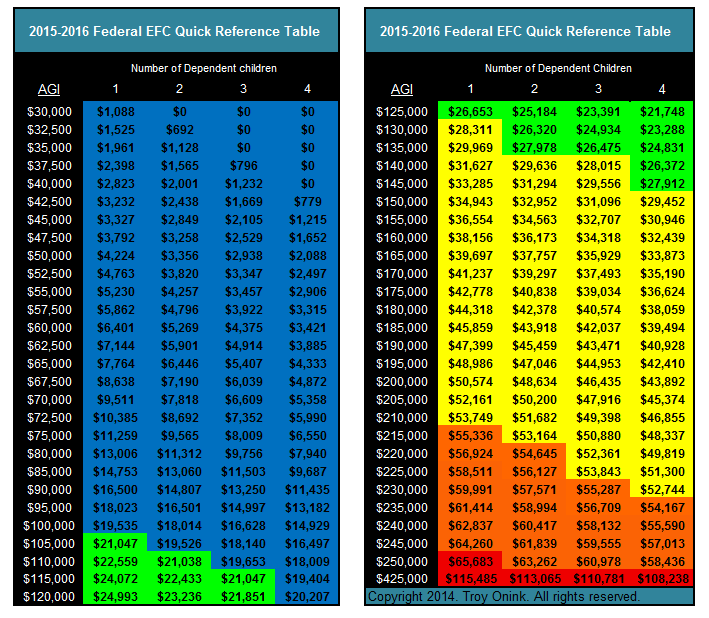 2015-2016 Federal EFC Quick Reference Table
Number of Dependent children
AGI 1 2 3 4
$30,000 $1,088 $0 $0 $0
$32,500 $1,525 $692 $0 $0
$35,000 $1,961 $1,128 $0 $0
$37,500 $2,398 $1,565 $796 $0
$40,000 $2,823 $2,001 $1,232 $0
$42,500 $3,232 $2,438 $1,669 $779
$45,000 $3,327 $2,849 $2,105 $1,215
$47,500 $3,792 $3,258 $2,529 $1,652
$50,000 $4,224 $3,356 $2,938 $2,088
$52,500 $4,763 $3,820 $3,347 $2,497
$55,000 $5,230 $4,257 $3,457 $2,906
$57,500 $5,862 $4,796 $3,922 $3,315
$60,000 $6,401 $5,269 $4,375 $3,421
$62,500 $7,144 $5,901 $4,914 $3,885
$65,000 $7,764 $6,446 $5,407 $4,333
$67,500 $8,638 $7,190 $6,039 $4,872
$70,000 $9,511 $7,818 $6,609 $5,358
$72,500 $10,385 $8,692 $7,352 $5,990
$75,000 $11,259 $9,565 $8,009 $6,550
$80,000 $13,006 $11,312 $9,756 $7,940
$85,000 $14,753 $13,060 $11,503 $9,687
$90,000 $16,500 $14,807 $13,250 $11,435
$95,000 $18,023 $16,501 $14,997 $13,182
$100,000 $19,535 $18,014 $16,628 $14,929
$105,000 $21,047 $19,526 $18,140 $16,497
$110,000 $22,559 $21,038 $19,653 $18,009
$115,000 $24,072 $22,433 $21,047 $19,404
$120,000 $24,993 $23,236 $21,851 $20,207
2015-2016 Federal EFC Quick Reference Table
Number of Dependent Children
AGI 1 2 3 4
$125,000 $26,653 $25,184 $23,391 $21,748
$130,000 $28,311 $26,320 $24,934 $23,288
$135,000 $29,969 $27,978 $26,475 $24,831
$140,000 $31,627 $29,636 $28,015 $26,372
$145,000 $33,285 $31,294 $29,556 $27,912
$150,000 $34,943 $32,952 $31,096 $29,452
$155,000 $36,554 $34,563 $32,707 $30,946
$160,000 $38,156 $36,173 $34,318 $32,439
$165,000 $39,697 $37,757 $35,929 $33,873
$170,000 $41,237 $39,297 $37,493 $35,190
$175,000 $42,778 $40,838 $39,034 $36,624
$180,000 $44,318 $42,378 $40,574 $38,059
$185,000 $45,859 $43,918 $42,037 $39,494
$190,000 $47,399 $45,459 $43,471 $40,928
$195,000 $48,986 $47,046 $44,953 $42,410
$200,000 $50,574 $48,634 $46,435 $43,892
$205,000 $52,161 $50,200 $47,916 $45,374
$210,000 $53,749 $51,682 $49,398 $46,855
$215,000 $55,336 $53,164 $50,880 $48,337
$220,000 $56,924 $54,645 $52,361 $49,819
$225,000 $58,511 $56,127 $53,843 $51,300
$230,000 $59,991 $57,571 $55,287 $52,744
$235,000 $61,414 $58,994 $56,709 $54,167
$240,000 $62,837 $60,417 $58,132 $55,590
$245,000 $64,260 $61,839 $59,555 $57,013
$250,000 $65,683 $63,262 $60,978 $58,436
$425,000 $115,485 $113,065 $110,781 $108,238
Copyright 2014. Troy Onink. All rights reserved.